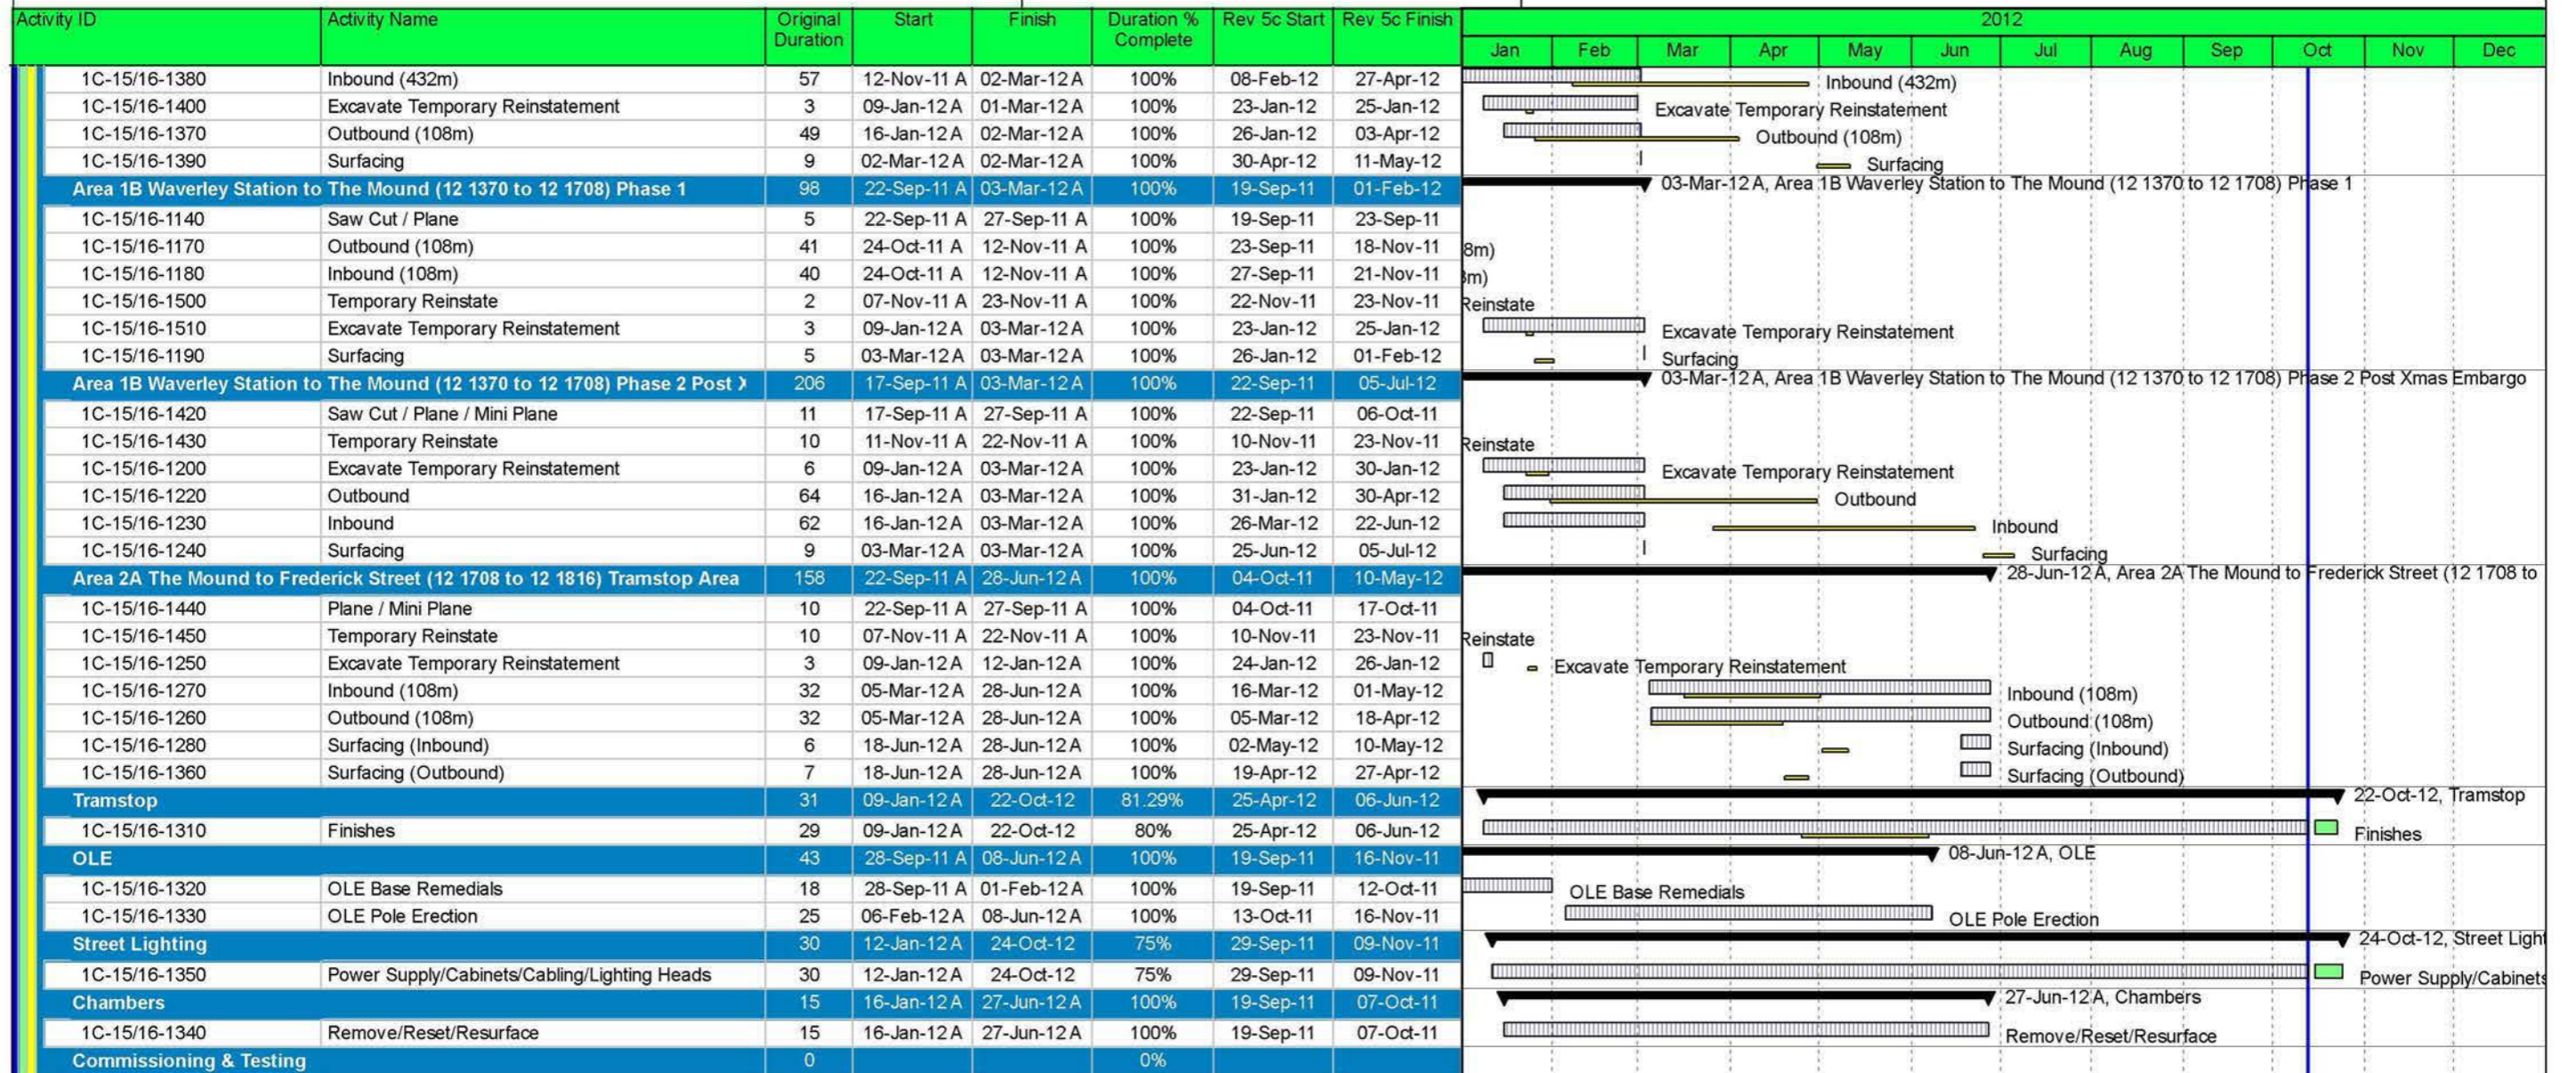 Activity ID Activity Name Original Duration Start Finish Duration % Complete Rev 5c Start Rev 5c Finish 2012
Jan Feb Mar Apr May Jun Jul Aug Sep Oct Nov Dec
1C-15/16-1380 Inbound (432m) 57 12-Nov-11 A 02-Mar-12 A 100% 08-Feb-12 27-Apr-12 Inbound (432m)
1C-15/16-1400 Excavate Temporary Reinstatement 3 09-Jan-12 A 01-Mar-12 A 100% 23-Jan-12 25-Jan-12 Excavate Temporary Reinstatement
1C-15/16-1370 Outbound (108m) 49 16-Jan-12 A 02-Mar-12 A 100% 26-Jan-12 03-Apr-12 Outbound (108m)
1C-15/16-1390 Surfacing 9 02-Mar-12 A 02-Mar-12 A 100% 30-Apr-12 11-May-12 Surfacing
Area 1B Waverley Station to The Mound (12 1370 to 12 1708) Phase 1 98 22-Sep-11 A 03-Mar-12 A 100% 19-Sep-11 01-Feb-12 03-Mar-12 A, Area 1B Waverley Station to The Mound (12 1370 to 12 1708) Phase 1
1C-15/16-1140 Saw Cut / Plane 5 22-Sep-11 A 27-Sep-11 A 100% 19-Sep-11 23-Sep-11
1C-15/16-1170 Outbound (108m) 41 24-Oct-11 A 12-Nov-11 A 100% 23-Sep-11 18-Nov-11 8m)
1C-15/16-1180 Inbound (108m) 40 24-Oct-11 A 12-Nov-11 A 100% 27-Sep-11 21-Nov-11 3m)
1C-15/16-1500 Temporary Reinstate 2 07-Nov-11 A 23-Nov-11 A 100% 22-Nov-11 23-Nov-11 Reinstate
1C-15/16-1510 Excavate Temporary Reinstatement 3 09-Jan-12 A 03-Mar-12 A 100% 23-Jan-12 25-Jan-12 Excavate Temporary Reinstatement
1C-15/16-1190 Surfacing 5 03-Mar-12 A 03-Mar-12 A 100% 26-Jan-12 01-Feb-12 Surfacing
Area 1B Waverley Station to The Mound (12 1370 to 12 1708) Phase 2 Post X 206 17-Sep-11 A 03-Mar-12 A 100% 22-Sep-11 05-Jul-12 03-Mar-12 A, Area 1B Waverley Station to The Mound (12 1370 to 12 1708) Phase 2 Post Xmas Embargo
1C-15/16-1420 Saw Cut / Plane / Mini Plane 11 17-Sep-11 A 27-Sep-11 A 100% 22-Sep-11 06-Oct-11
1C-15/16-1430 Temporary Reinstate 10 11-Nov-11 A 22-Nov-11 A 100% 10-Nov-11 23-Nov-11 Reinstate
1C-15/16-1200 Excavate Temporary Reinstatement 6 09-Jan-12 A 03-Mar-12 A 100% 23-Jan-12 30-Jan-12 Excavate Temporary Reinstatement
1C-15/16-1220 Outbound 64 16-Jan-12 A 03-Mar-12 A 100% 31-Jan-12 30-Apr-12 Outbound
1C-15/16-1230 Inbound 62 16-Jan-12 A 03-Mar-12 A 100% 26-Mar-12 22-Jun-12 Inbound
1C-15/16-1240 Surfacing 9 03-Mar-12 A 03-Mar-12 A 100% 25-Jun-12 05-Jul-12 Surfacing
Area 2A The Mound to Frederick Street (12 1708 to 12 1816) Tramstop Area 158 22-Sep-11 A 28-Jun-12 A 100% 04-Oct-11 10-May-12 28-Jun-12 A, Area 2A The Mound to Frederick Street (12 1708 to
1C-15/16-1440 Plane / Mini Plane 10 22-Sep-11 A 27-Sep-11 A 100% 04-Oct-11 17-Oct-11
1C-15/16-1450 Temporary Reinstate 10 07-Nov-11 A 22-Nov-11 A 100% 10-Nov-11 23-Nov-11 Reinstate
1C-15/16-1250 Excavate Temporary Reinstatement 3 09-Jan-12 A 12-Jan-12 A 100% 24-Jan-12 26-Jan-12 Excavate Temporary Reinstatement
1C-15/16-1270 Inbound (108m) 32 05-Mar-12 A 28-Jun-12 A 100% 16-Mar-12 01-May-12 Inbound (108m)
1C-15/16-1260 Outbound (108m) 32 05-Mar-12 A 28-Jun-12 A 100% 05-Mar-12 18-Apr-12 Outbound (108m)
1C-15/16-1280 Surfacing (Inbound) 6 18-Jun-12 A 28-Jun-12 A 100% 02-May-12 10-May-12 Surfacing (Inbound)
1C-15/16-1360 Surfacing (Outbound) 7 18-Jun-12 A 28-Jun-12 A 100% 19-Apr-12 27-Apr-12 Surfacing (Outbound)
Tramstop 31 09-Jan-12 A 22-Oct-12 81.29% 25-Apr-12 06-Jun-12 22-Oct-12, Tramstop
1C-15/16-1310 Finishes 29 09-Jan-12 A 22-Oct-12 80% 25-Apr-12 06-Jun-12 Finishes
OLE 43 28-Sep-11 A 08-Jun-12 A 100% 19-Sep-11 16-Nov-11 08-Jun-12 A, OLE
1C-15/16-1320 OLE Base Remedials 18 28-Sep-11 A 01-Feb-12 A 100% 19-Sep-11 12-Oct-11 OLE Base Remedials
1C-15/16-1330 OLE Pole Erection 25 06-Feb-12 A 08-Jun-12 A 100% 13-Oct-11 16-Nov-11 OLE Pole Erection
Street Lighting 30 12-Jan-12 A 24-Oct-12 75% 29-Sep-11 09-Nov-11 24-Oct-12, Street Light
1C-15/16-1350 Power Supply/Cabinets/Cabling/Lighting Heads 30 12-Jan-12 A 24-Oct-12 75% 29-Sep-11 09-Nov-11 Power Supply/Cabinets
Chambers 15 16-Jan-12 A 27-Jun-12 A 100% 19-Sep-11 07-Oct-11 27-Jun-12 A, Chambers
1C-15/16-1340 Remove/Reset/Resurface 15 16-Jan-12 A 27-Jun-12 A 100% 19-Sep-11 07-Oct-11 Remove/Reset/Resurface
Commissioning & Testing 0 0%